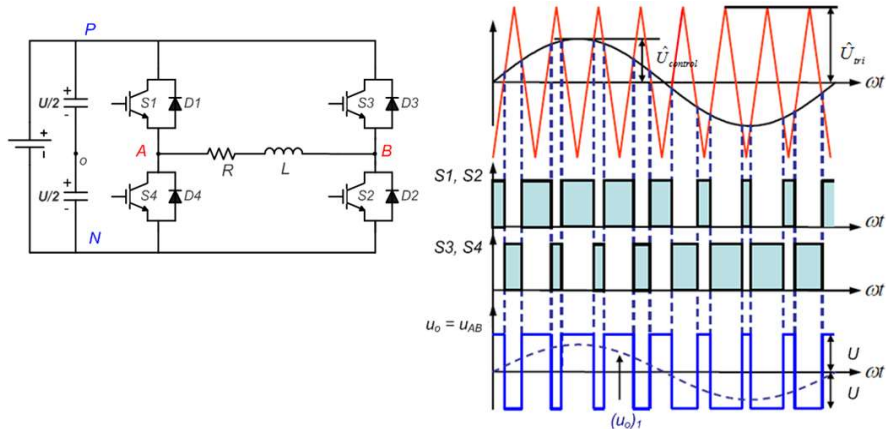 P
U/2
+
-
S1
D1
S3
D3
+
-
o
A
R
L
B
U/2
+
-
S4
D4
S2
D2
N
Û_control
Û_tri
ωt
S1, S2
ωt
S3, S4
ωt
u_o = u_AB
U
ωt
U
(u_o)_1